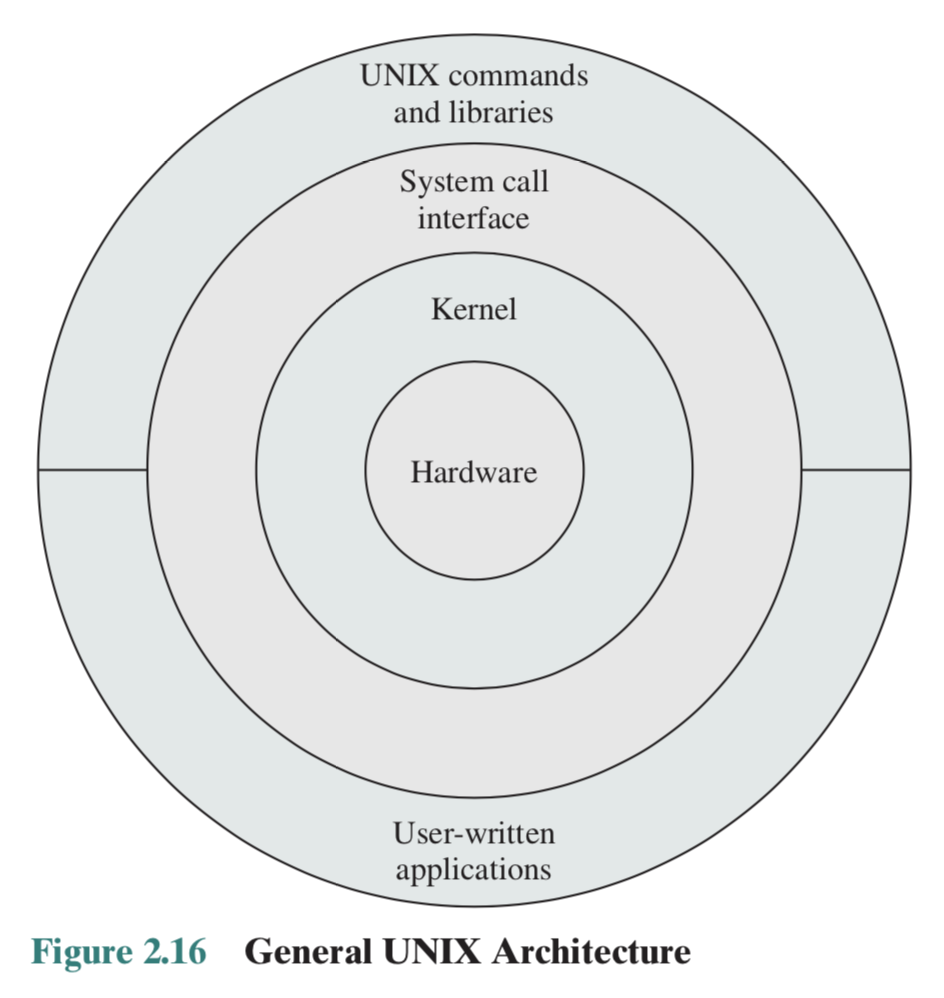 UNIX commands
and libraries
System call
interface
Kernel
Hardware
User-written
applications
Figure 2.16 General UNIX Architecture